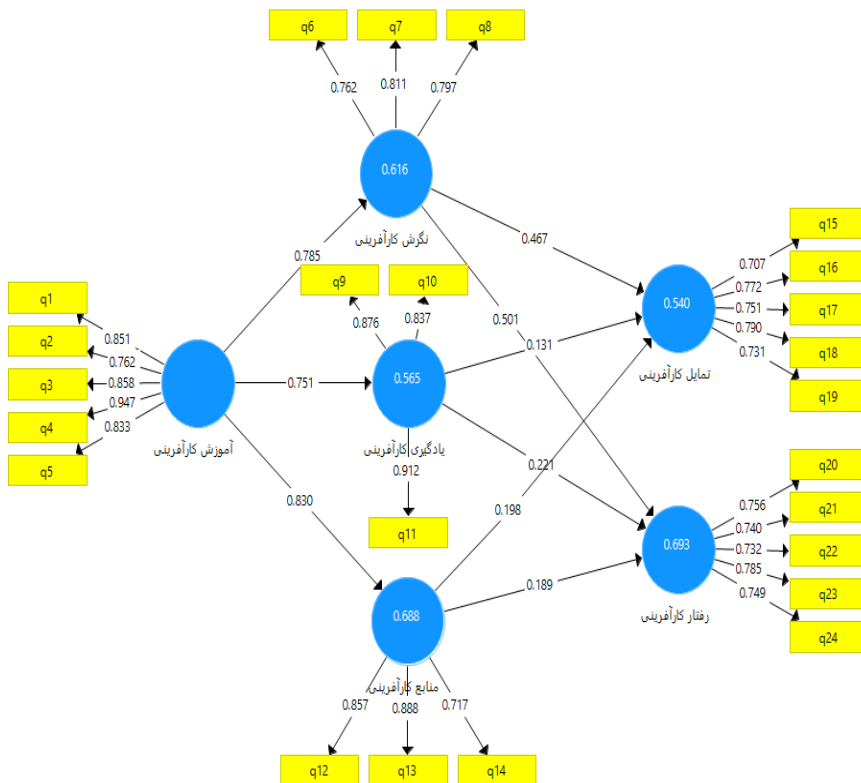 q6
q7
q8
0.762
0.811
0.797
0.616
نگرش کارآفرینی
0.785
0.467
0.501
q1
q2
q3
q4
q5
0.851
0.762
0.858
0.947
0.833
آموزش کارآفرینی
0.751
0.830
q9
q10
0.876
0.837
0.565
یادگیری کارآفرینی
0.912
q11
0.131
0.221
0.198
0.189
0.688
منابع کارآفرینی
0.857
0.888
0.717
q12
q13
q14
0.540
تمایل کارآفرینی
0.707
0.772
0.751
0.790
0.731
q15
q16
q17
q18
q19
0.693
رفتار کارآفرینی
0.756
0.740
0.732
0.785
0.749
q20
q21
q22
q23
q24